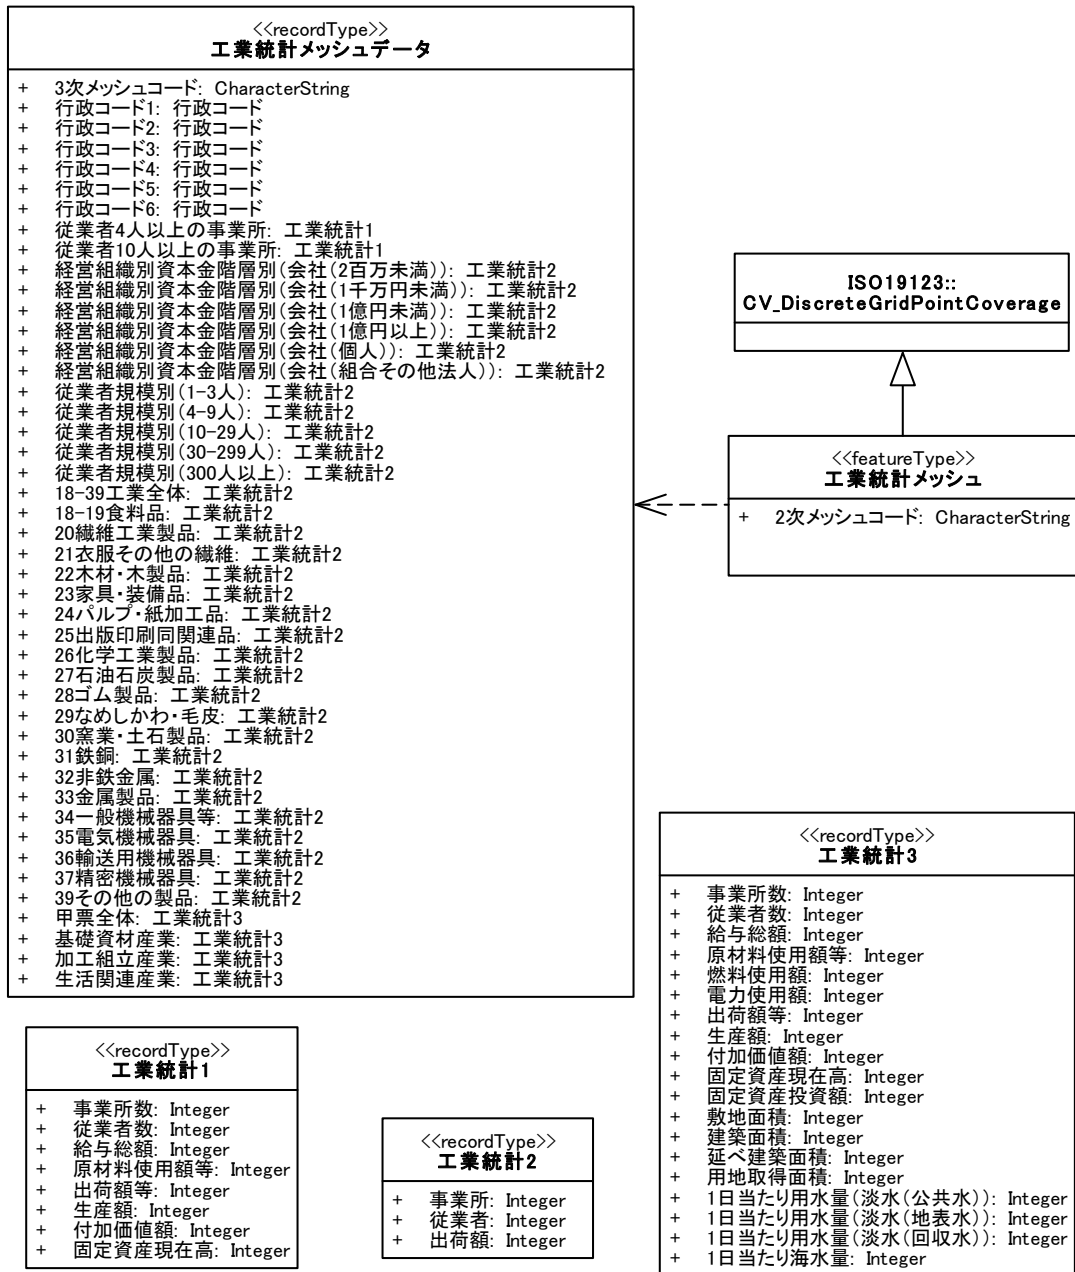 <<recordType>>
工業統計メッシュデータ
+ 3次メッシュコード: CharacterString
+ 行政コード1: 行政コード
+ 行政コード2: 行政コード
+ 行政コード3: 行政コード
+ 行政コード4: 行政コード
+ 行政コード5: 行政コード
+ 行政コード6: 行政コード
+ 従業者4人以上の事業所: 工業統計1
+ 従業者10人以上の事業所: 工業統計1
+ 経営組織別資本金階層別(会社(2百万未満)): 工業統計2
+ 経営組織別資本金階層別(会社(1千万円未満)): 工業統計2
+ 経営組織別資本金階層別(会社(1億円未満)): 工業統計2
+ 経営組織別資本金階層別(会社(1億円以上)): 工業統計2
+ 経営組織別資本金階層別(会社(個人)): 工業統計2
+ 経営組織別資本金階層別(会社(組合その他法人)): 工業統計2
+ 従業者規模別(1-3人): 工業統計2
+ 従業者規模別(4-9人): 工業統計2
+ 従業者規模別(10-29人): 工業統計2
+ 従業者規模別(30-299人): 工業統計2
+ 従業者規模別(300人以上): 工業統計2
+ 18-39工業全体: 工業統計2
+ 18-19食料品: 工業統計2
+ 20繊維工業製品: 工業統計2
+ 21衣服その他の繊維: 工業統計2
+ 22木材・木製品: 工業統計2
+ 23家具・装備品: 工業統計2
+ 24パルプ・紙加工品: 工業統計2
+ 25出版印刷同関連品: 工業統計2
+ 26化学工業製品: 工業統計2
+ 27石油石炭製品: 工業統計2
+ 28ゴム製品: 工業統計2
+ 29なめしかわ・毛皮: 工業統計2
+ 30窯業・土石製品: 工業統計2
+ 31鉄銅: 工業統計2
+ 32非鉄金属: 工業統計2
+ 33金属製品: 工業統計2
+ 34一般機械器具等: 工業統計2
+ 35電気機械器具: 工業統計2
+ 36輸送用機械器具: 工業統計2
+ 37精密機械器具: 工業統計2
+ 39その他の製品: 工業統計2
+ 甲票全体: 工業統計3
+ 基礎資材産業: 工業統計3
+ 加工組立産業: 工業統計3
+ 生活関連産業: 工業統計3
ISO19123::
CV_DiscreteGridPointCoverage
<<featureType>>
工業統計メッシュ
+ 2次メッシュコード: CharacterString
<<recordType>>
工業統計1
+ 事業所数: Integer
+ 従業者数: Integer
+ 給与総額: Integer
+ 原材料使用額等: Integer
+ 出荷額等: Integer
+ 生産額: Integer
+ 付加価値額: Integer
+ 固定資産現在高: Integer
<<recordType>>
工業統計2
+ 事業所: Integer
+ 従業者: Integer
+ 出荷額: Integer
<<recordType>>
工業統計3
+ 事業所数: Integer
+ 従業者数: Integer
+ 給与総額: Integer
+ 原材料使用額等: Integer
+ 燃料使用額: Integer
+ 電力使用額: Integer
+ 出荷額等: Integer
+ 生産額: Integer
+ 付加価値額: Integer
+ 固定資産現在高: Integer
+ 固定資産投資額: Integer
+ 敷地面積: Integer
+ 建築面積: Integer
+ 延べ建築面積: Integer
+ 用地取得面積: Integer
+ 1日当たり用水量(淡水(公共水)): Integer
+ 1日当たり用水量(淡水(地表水)): Integer
+ 1日当たり用水量(淡水(回収水)): Integer
+ 1日当たり海水量: Integer